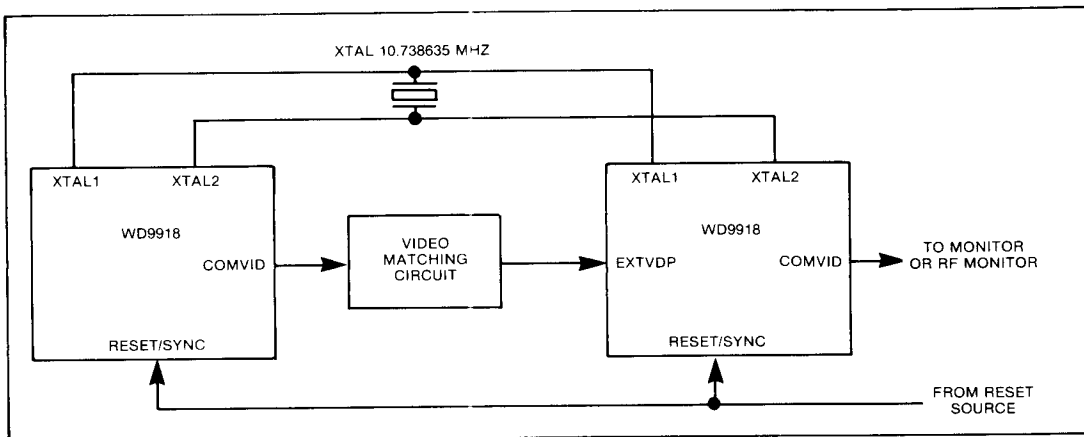 XTAL 10.738635 MHZ
XTAL1
XTAL2
WD9918
COMVID
RESET/SYNC
VIDEO
MATCHING
CIRCUIT
XTAL1
XTAL2
WD9918
EXTVDP
COMVID
RESET/SYNC
TO MONITOR
OR RF MONITOR
FROM RESET
SOURCE